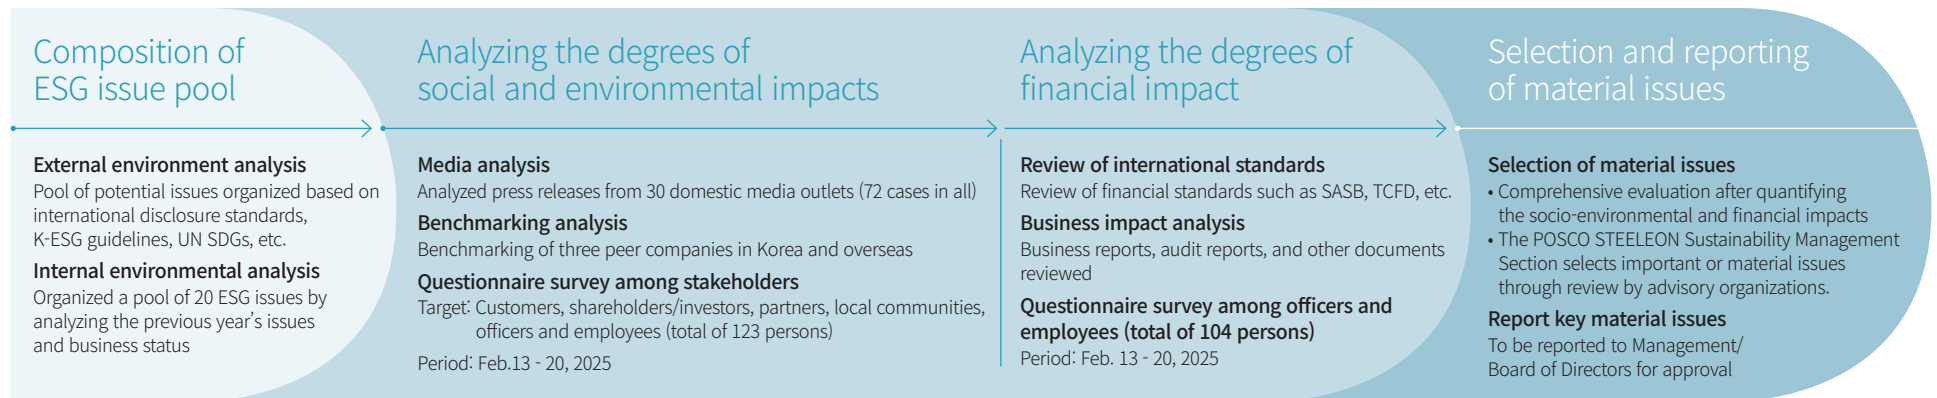 Composition of
ESG issue pool
External environment analysis
Pool of potential issues organized based on
international disclosure standards,
K-ESG guidelines, UN SDGs, etc.
Internal environmental analysis
Organized a pool of 20 ESG issues by
analyzing the previous year's issues
and business status
Analyzing the degrees of
social and environmental impacts
Media analysis
Analyzed press releases from 30 domestic media outlets (72 cases in all)
Benchmarking analysis
Benchmarking of three peer companies in Korea and overseas
Questionnaire survey among stakeholders
Target: Customers, shareholders/investors, partners, local communities,
officers and employees (total of 123 persons)
Period: Feb.13 - 20, 2025
Analyzing the degrees of
financial impact
Review of international standards
Review of financial standards such as SASB, TCFD, etc.
Business impact analysis
Business reports, audit reports, and other documents
reviewed
Questionnaire survey among officers and
employees (total of 104 persons)
Period: Feb. 13 - 20, 2025
Selection and reporting
of material issues
Selection of material issues
• Comprehensive evaluation after quantifying
the socio-environmental and financial impacts
• The POSCO STEELEON Sustainability Management
Section selects important or material issues
through review by advisory organizations.
Report key material issues
To be reported to Management/
Board of Directors for approval